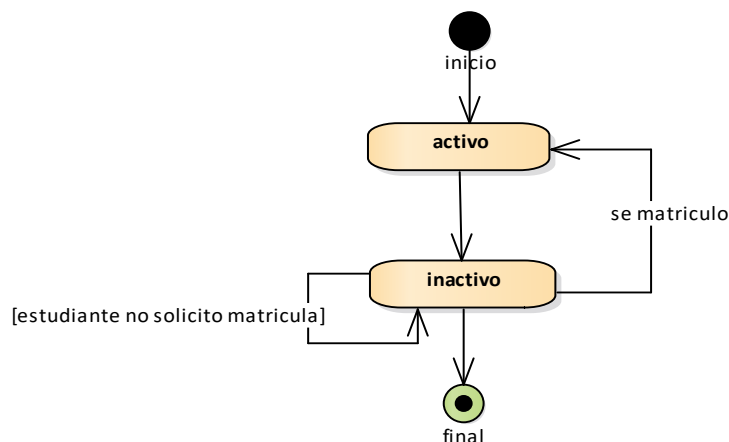 inicio
activo
se matriculo
inactivo
[estudiante no solicito matricula]
final